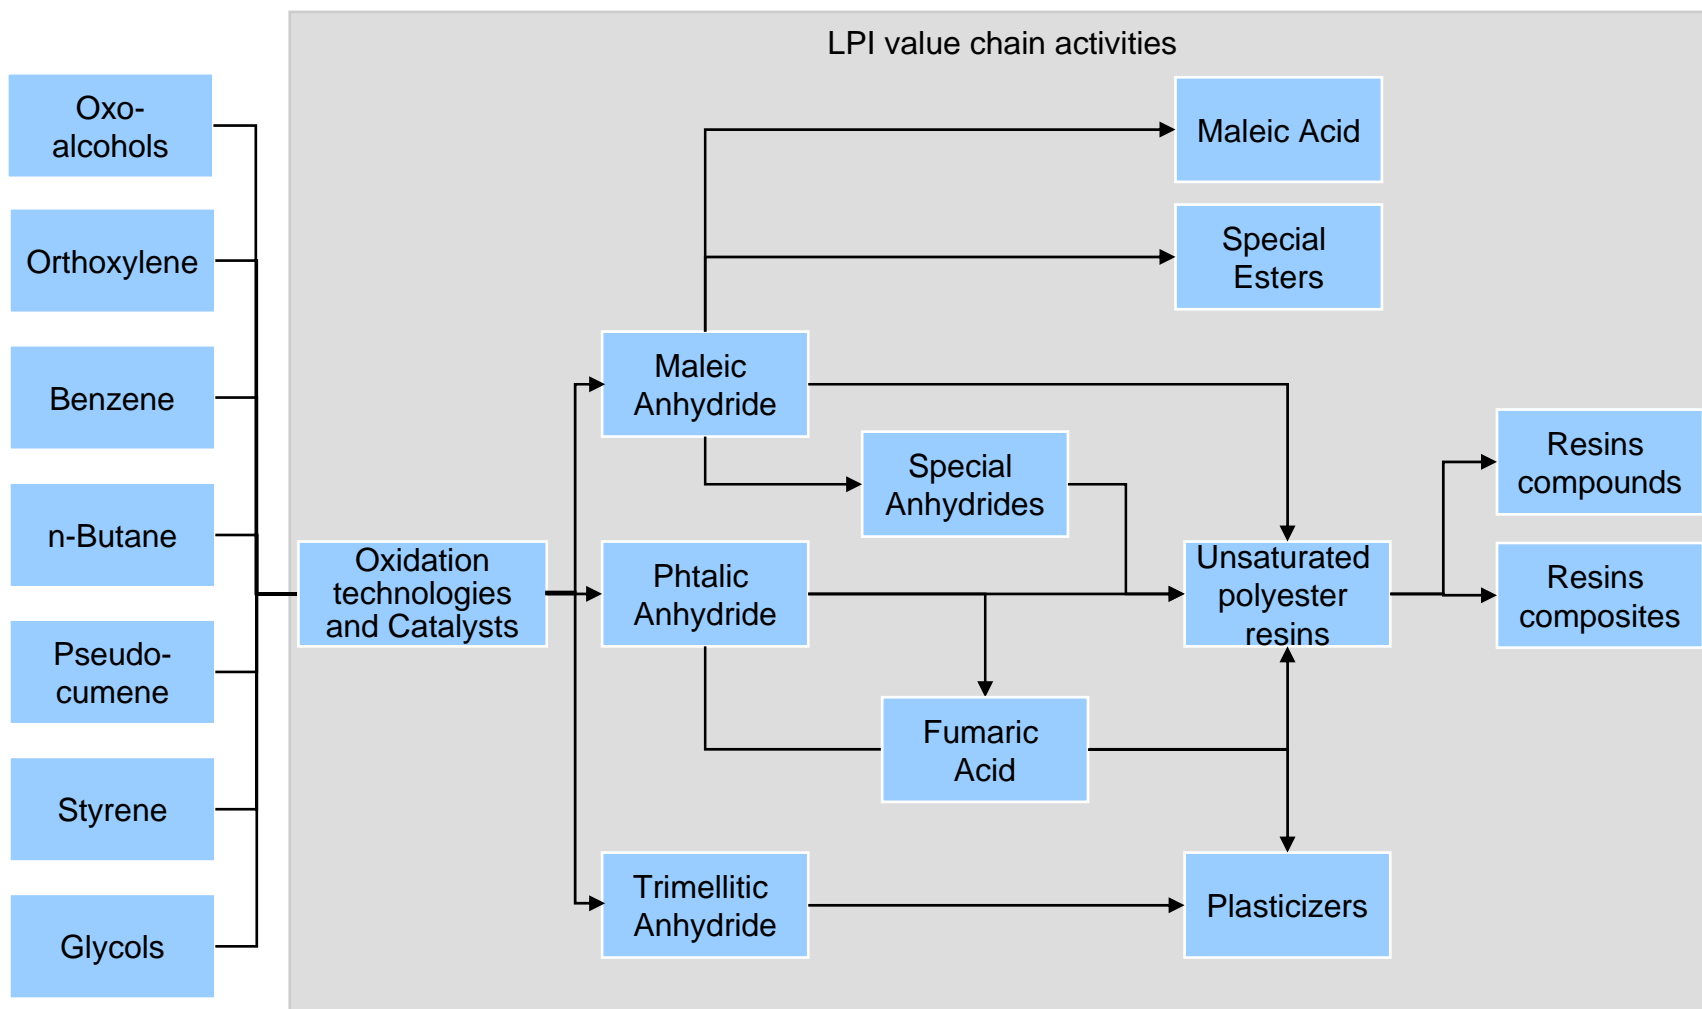 LPI value chain activities
Oxo-
alcohols
Orthoxylene
Benzene
n-Butane
Pseudo-
cumene
Styrene
Glycols
Oxidation
technologies
and Catalysts
Maleic
Anhydride
Special
Anhydrides
Phtalic
Anhydride
Fumaric
Acid
Trimellitic
Anhydride
Maleic Acid
Special
Esters
Unsaturated
polyester
resins
Plasticizers
Resins
compounds
Resins
composites